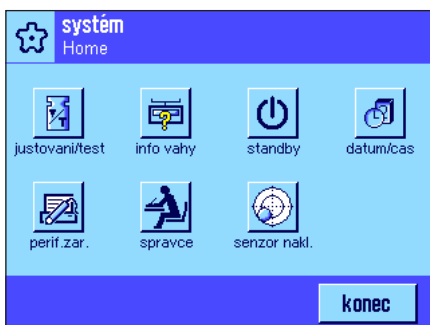 systém
Home
justovani/test
info vahy
standby
datum/cas
perif.zar.
spravce
senzor nakl.
konec